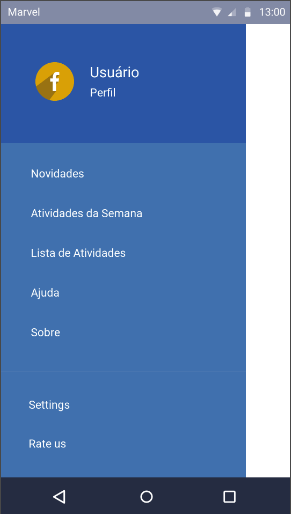 Marvel 13:00
f
Usuário
Perfil
Novidades
Atividades da Semana
Lista de Atividades
Ajuda
Sobre
Settings
Rate us